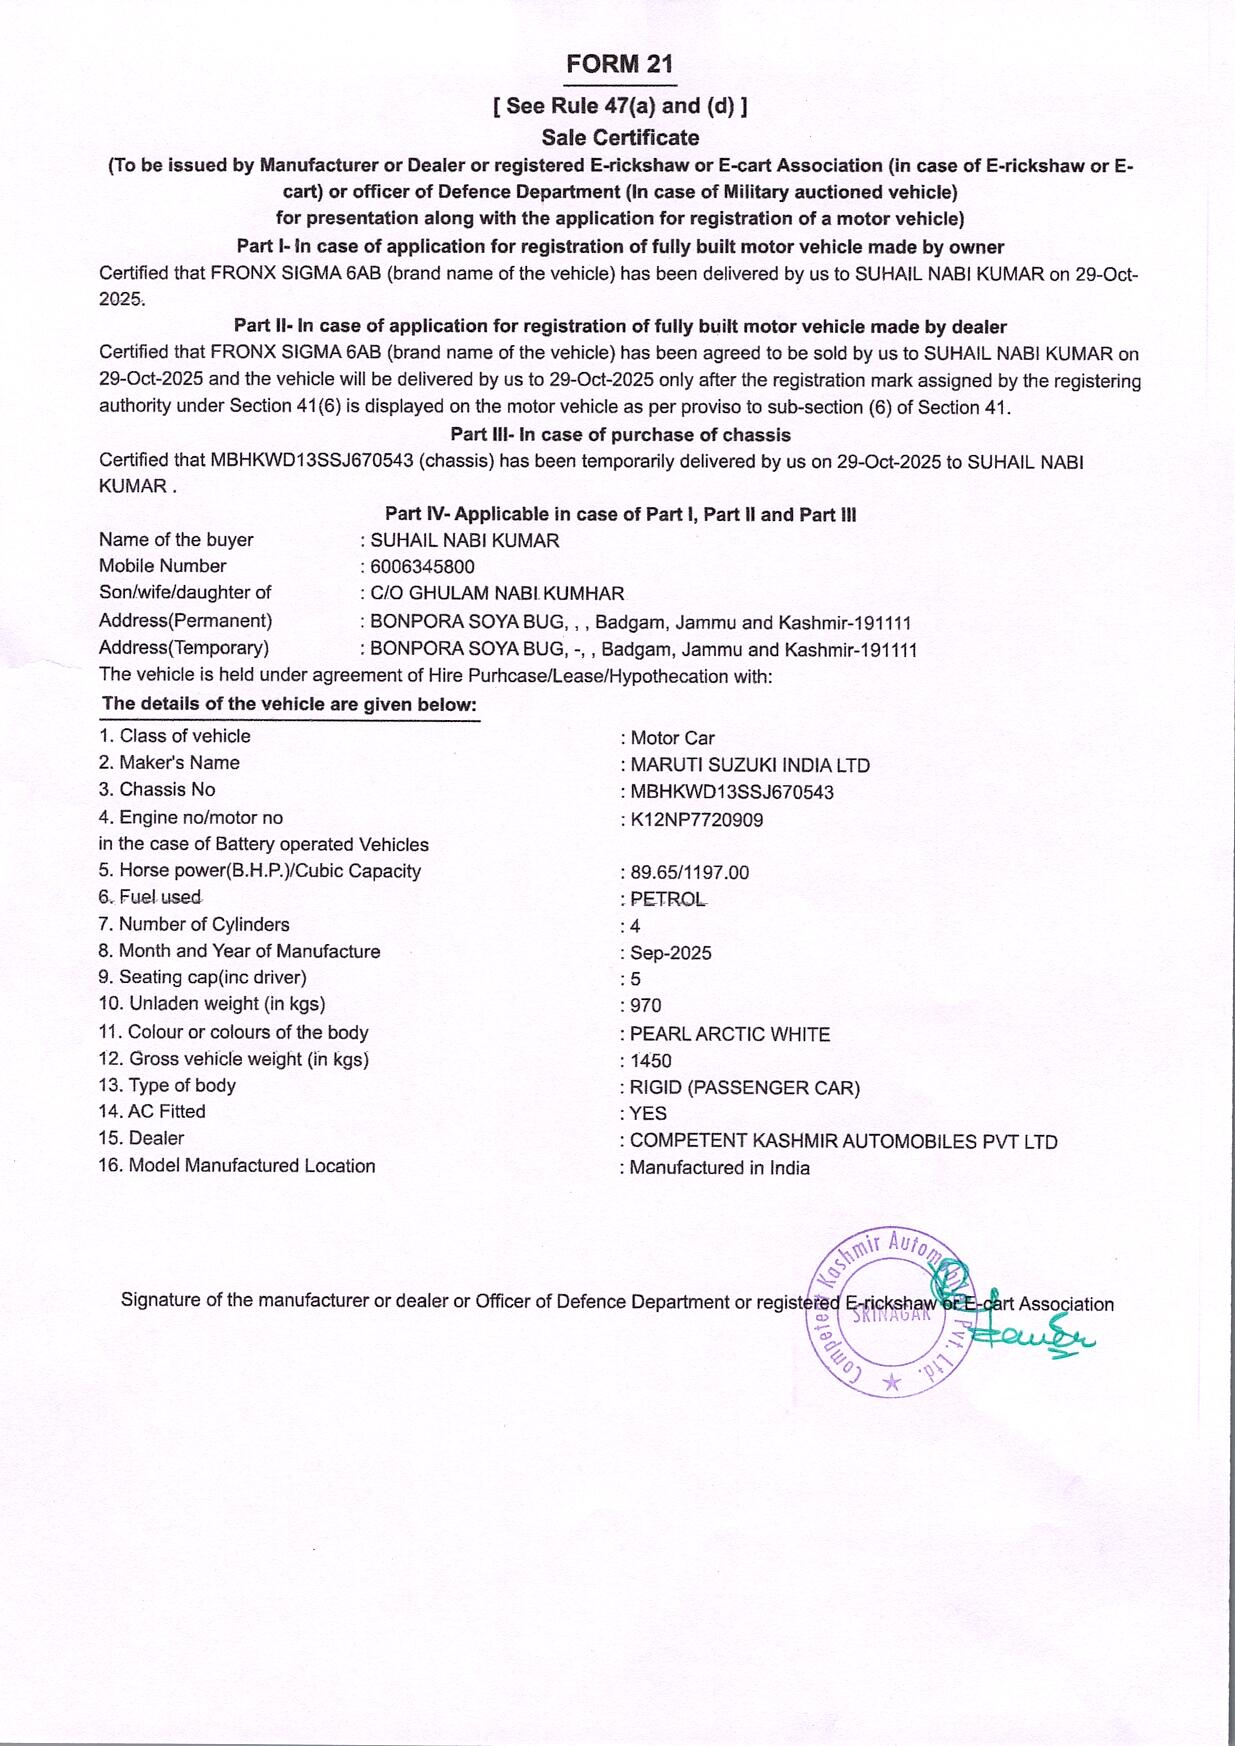 FORM 21
[ See Rule 47(a) and (d) ]
Sale Certificate
(To be issued by Manufacturer or Dealer or registered E-rickshaw or E-cart Association (in case of E-rickshaw or E-
cart) or officer of Defence Department (In case of Military auctioned vehicle)
for presentation along with the application for registration of a motor vehicle)
Part I- In case of application for registration of fully built motor vehicle made by owner
Certified that FRONX SIGMA 6AB (brand name of the vehicle) has been delivered by us to SUHAIL NABI KUMAR on 29-Oct-
2025.
Part II- In case of application for registration of fully built motor vehicle made by dealer
Certified that FRONX SIGMA 6AB (brand name of the vehicle) has been agreed to be sold by us to SUHAIL NABI KUMAR on
29-Oct-2025 and the vehicle will be delivered by us to 29-Oct-2025 only after the registration mark assigned by the registering
authority under Section 41(6) is displayed on the motor vehicle as per proviso to sub-section (6) of Section 41.
Part III- In case of purchase of chassis
Certified that MBHKWD13SSJ670543 (chassis) has been temporarily delivered by us on 29-Oct-2025 to SUHAIL NABI
KUMAR .
Part IV- Applicable in case of Part I, Part II and Part III
Name of the buyer : SUHAIL NABI KUMAR
Mobile Number : 6006345800
Son/wife/daughter of : C/O GHULAM NABI KUMHAR
Address(Permanent) : BONPORA SOYA BUG, , , Badgam, Jammu and Kashmir-191111
Address(Temporary) : BONPORA SOYA BUG, -, , Badgam, Jammu and Kashmir-191111
The vehicle is held under agreement of Hire Purhcase/Lease/Hypothecation with:
The details of the vehicle are given below:
1. Class of vehicle : Motor Car
2. Maker's Name : MARUTI SUZUKI INDIA LTD
3. Chassis No : MBHKWD13SSJ670543
4. Engine no/motor no : K12NP7720909
in the case of Battery operated Vehicles
5. Horse power(B.H.P.)/Cubic Capacity : 89.65/1197.00
6. Fuel used : PETROL
7. Number of Cylinders : 4
8. Month and Year of Manufacture : Sep-2025
9. Seating cap(inc driver) : 5
10. Unladen weight (in kgs) : 970
11. Colour or colours of the body : PEARL ARCTIC WHITE
12. Gross vehicle weight (in kgs) : 1450
13. Type of body : RIGID (PASSENGER CAR)
14. AC Fitted : YES
15. Dealer : COMPETENT KASHMIR AUTOMOBILES PVT LTD
16. Model Manufactured Location : Manufactured in India
Signature of the manufacturer or dealer or Officer of Defence Department or registered E-rickshaw or E-cart Association
Competent Kashmir Automobiles Pvt. Ltd.
SRINAGAR